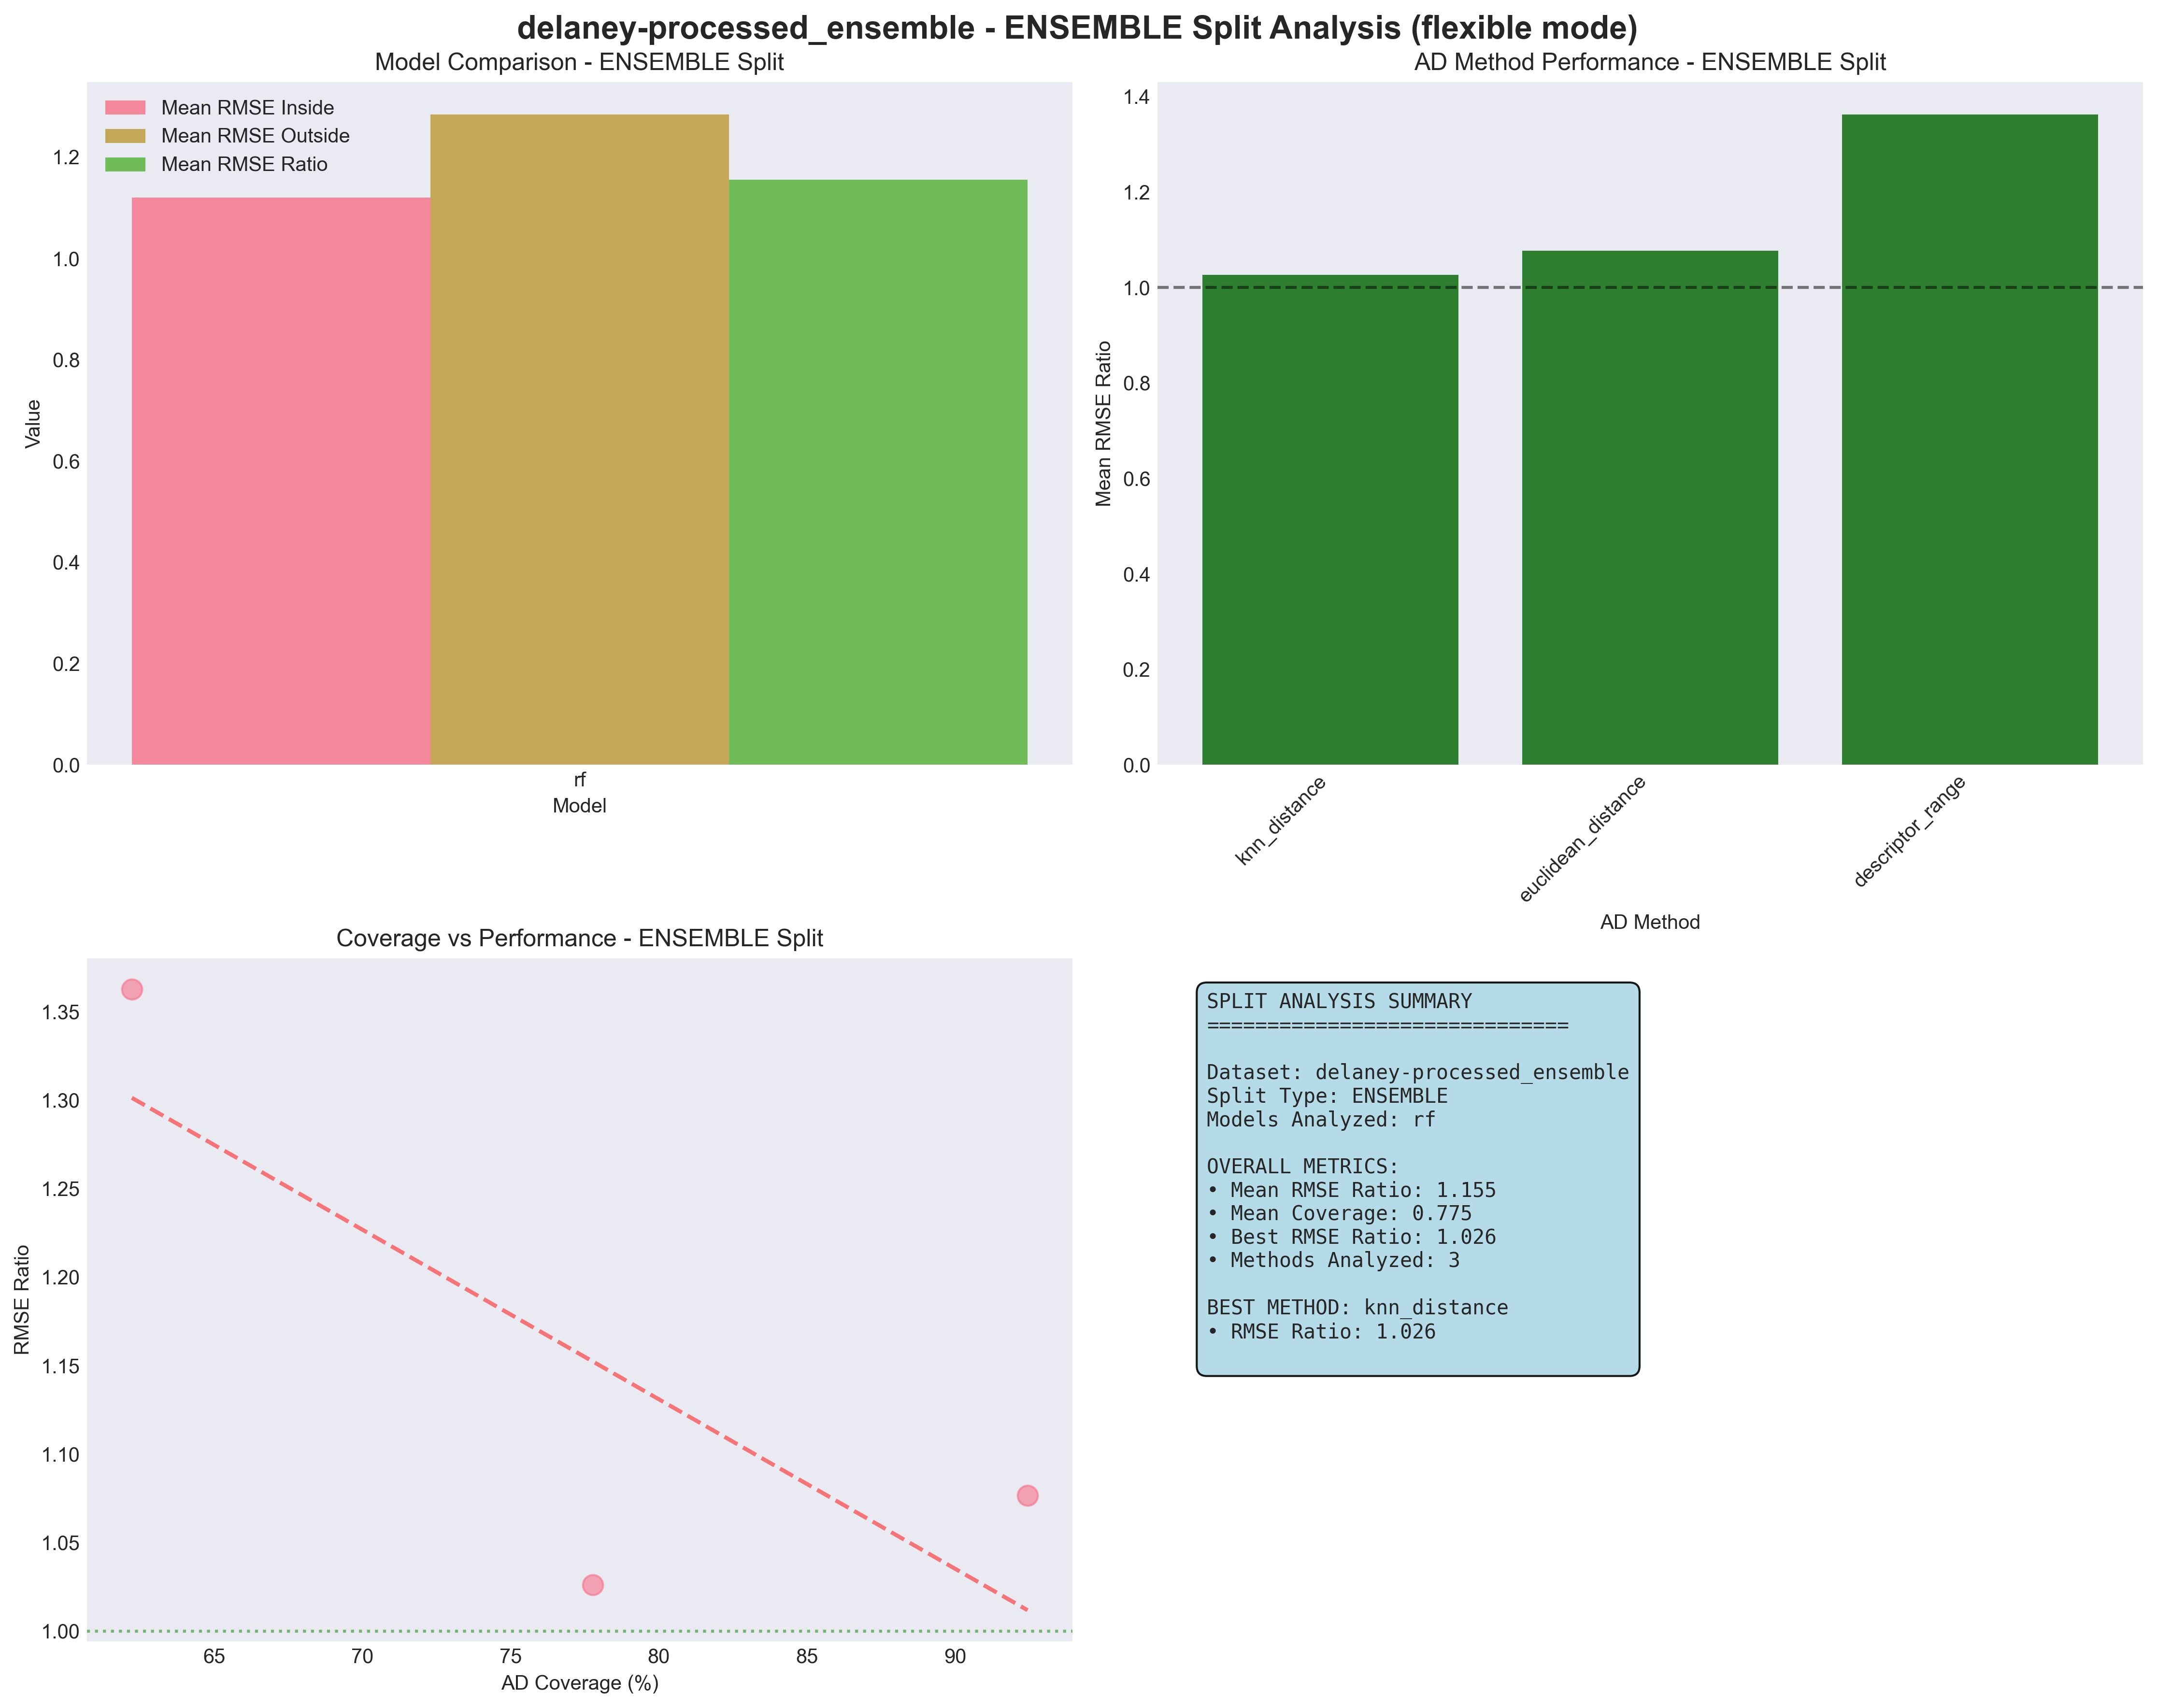 delaney-processed_ensemble - ENSEMBLE Split Analysis (flexible mode)
Model Comparison - ENSEMBLE Split
Mean RMSE Inside
Mean RMSE Outside
Mean RMSE Ratio
1.2
1.0
0.8
0.6
0.4
0.2
0.0
Value
rf
Model
AD Method Performance - ENSEMBLE Split
1.4
1.2
1.0
0.8
0.6
0.4
0.2
0.0
Mean RMSE Ratio
knn_distance
euclidean_distance
descriptor_range
AD Method
Coverage vs Performance - ENSEMBLE Split
1.35
1.30
1.25
1.20
1.15
1.10
1.05
1.00
RMSE Ratio
65
70
75
80
85
90
AD Coverage (%)
SPLIT ANALYSIS SUMMARY
==============================
Dataset: delaney-processed_ensemble
Split Type: ENSEMBLE
Models Analyzed: rf
OVERALL METRICS:
• Mean RMSE Ratio: 1.155
• Mean Coverage: 0.775
• Best RMSE Ratio: 1.026
• Methods Analyzed: 3
BEST METHOD: knn_distance
• RMSE Ratio: 1.026